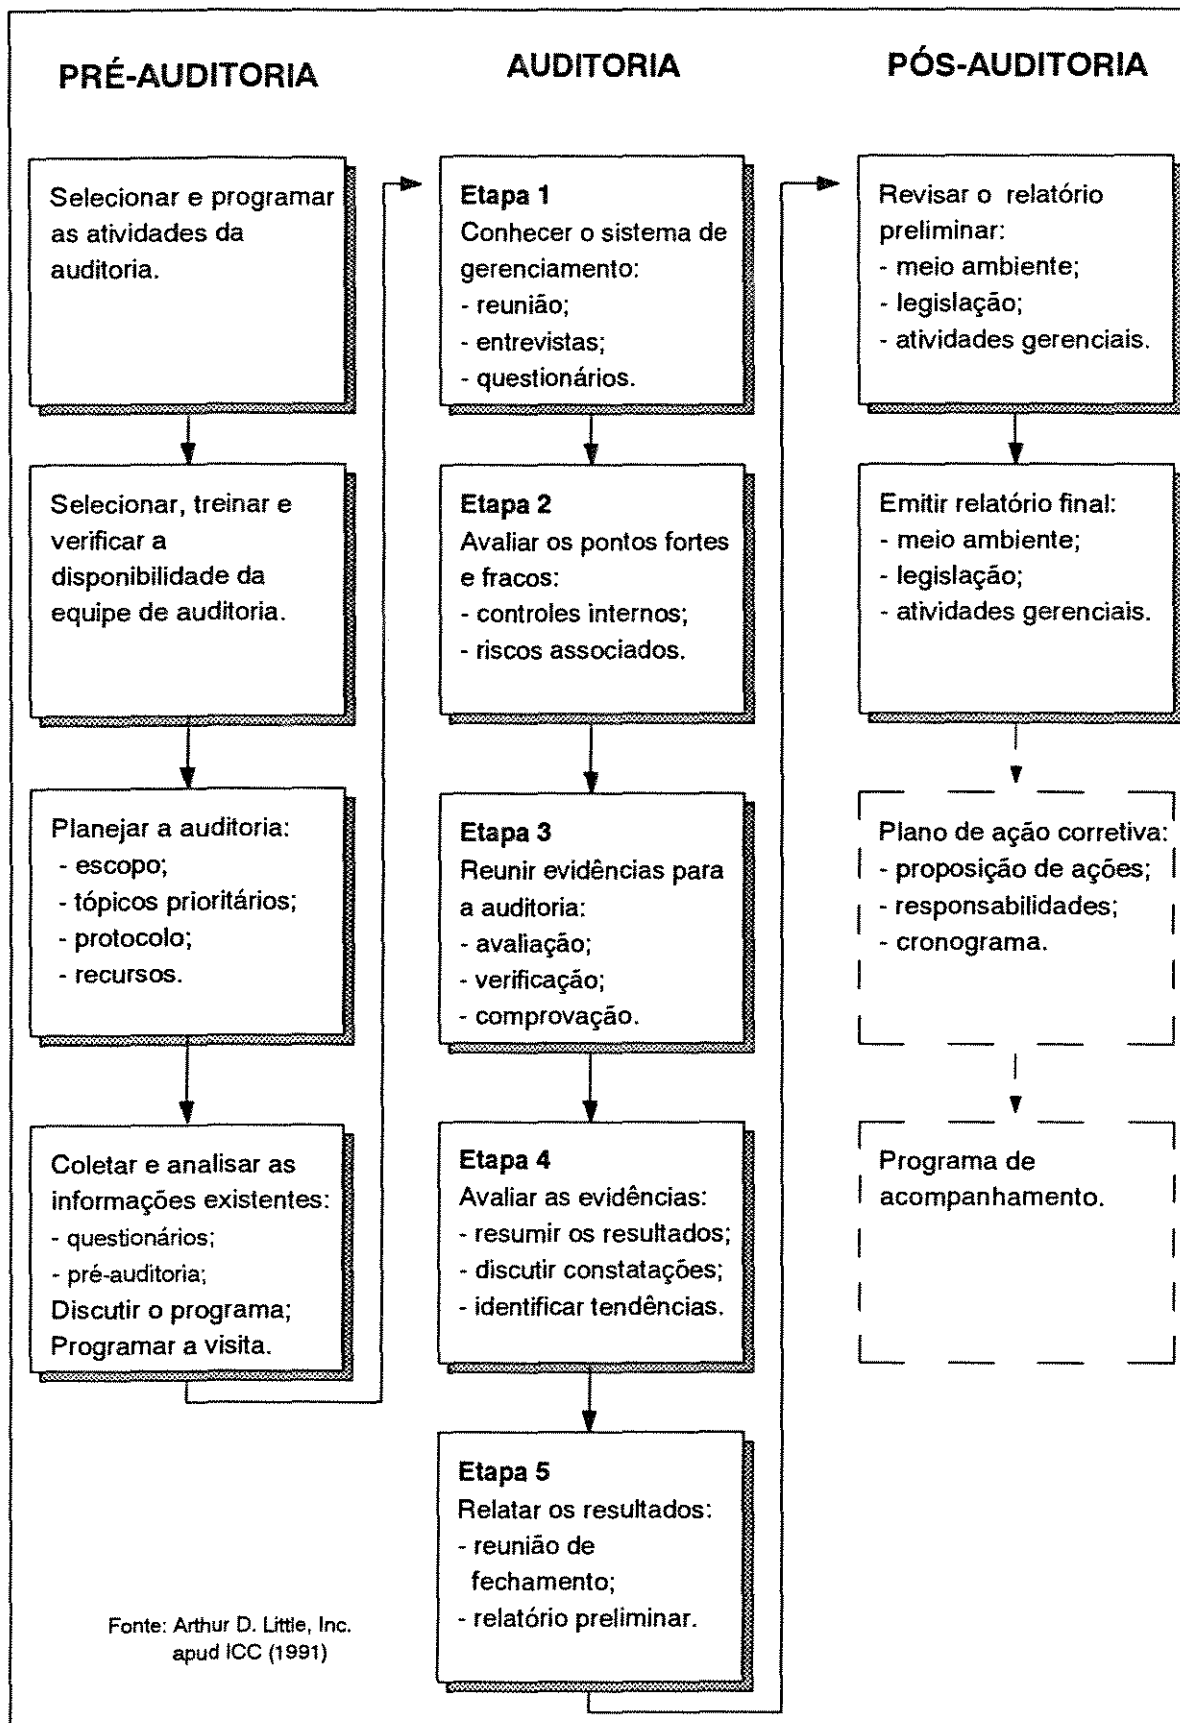 PRÉ-AUDITORIA
Selecionar e programar
as atividades da
auditoria.
Selecionar, treinar e
verificar a
disponibilidade da
equipe de auditoria.
Planejar a auditoria:
- escopo;
- tópicos prioritários;
- protocolo;
- recursos.
Coletar e analisar as
informações existentes:
- questionários;
- pré-auditoria;
Discutir o programa;
Programar a visita.
AUDITORIA
Etapa 1
Conhecer o sistema de
gerenciamento:
- reunião;
- entrevistas;
- questionários.
Etapa 2
Avaliar os pontos fortes
e fracos:
- controles internos;
- riscos associados.
Etapa 3
Reunir evidências para
a auditoria:
- avaliação;
- verificação;
- comprovação.
Etapa 4
Avaliar as evidências:
- resumir os resultados;
- discutir constatações;
- identificar tendências.
Etapa 5
Relatar os resultados:
- reunião de
fechamento;
- relatório preliminar.
PÓS-AUDITORIA
Revisar o relatório
preliminar:
- meio ambiente;
- legislação;
- atividades gerenciais.
Emitir relatório final:
- meio ambiente;
- legislação;
- atividades gerenciais.
Plano de ação corretiva:
- proposição de ações;
- responsabilidades;
- cronograma.
Programa de
acompanhamento.
Fonte: Arthur D. Little, Inc.
apud ICC (1991)